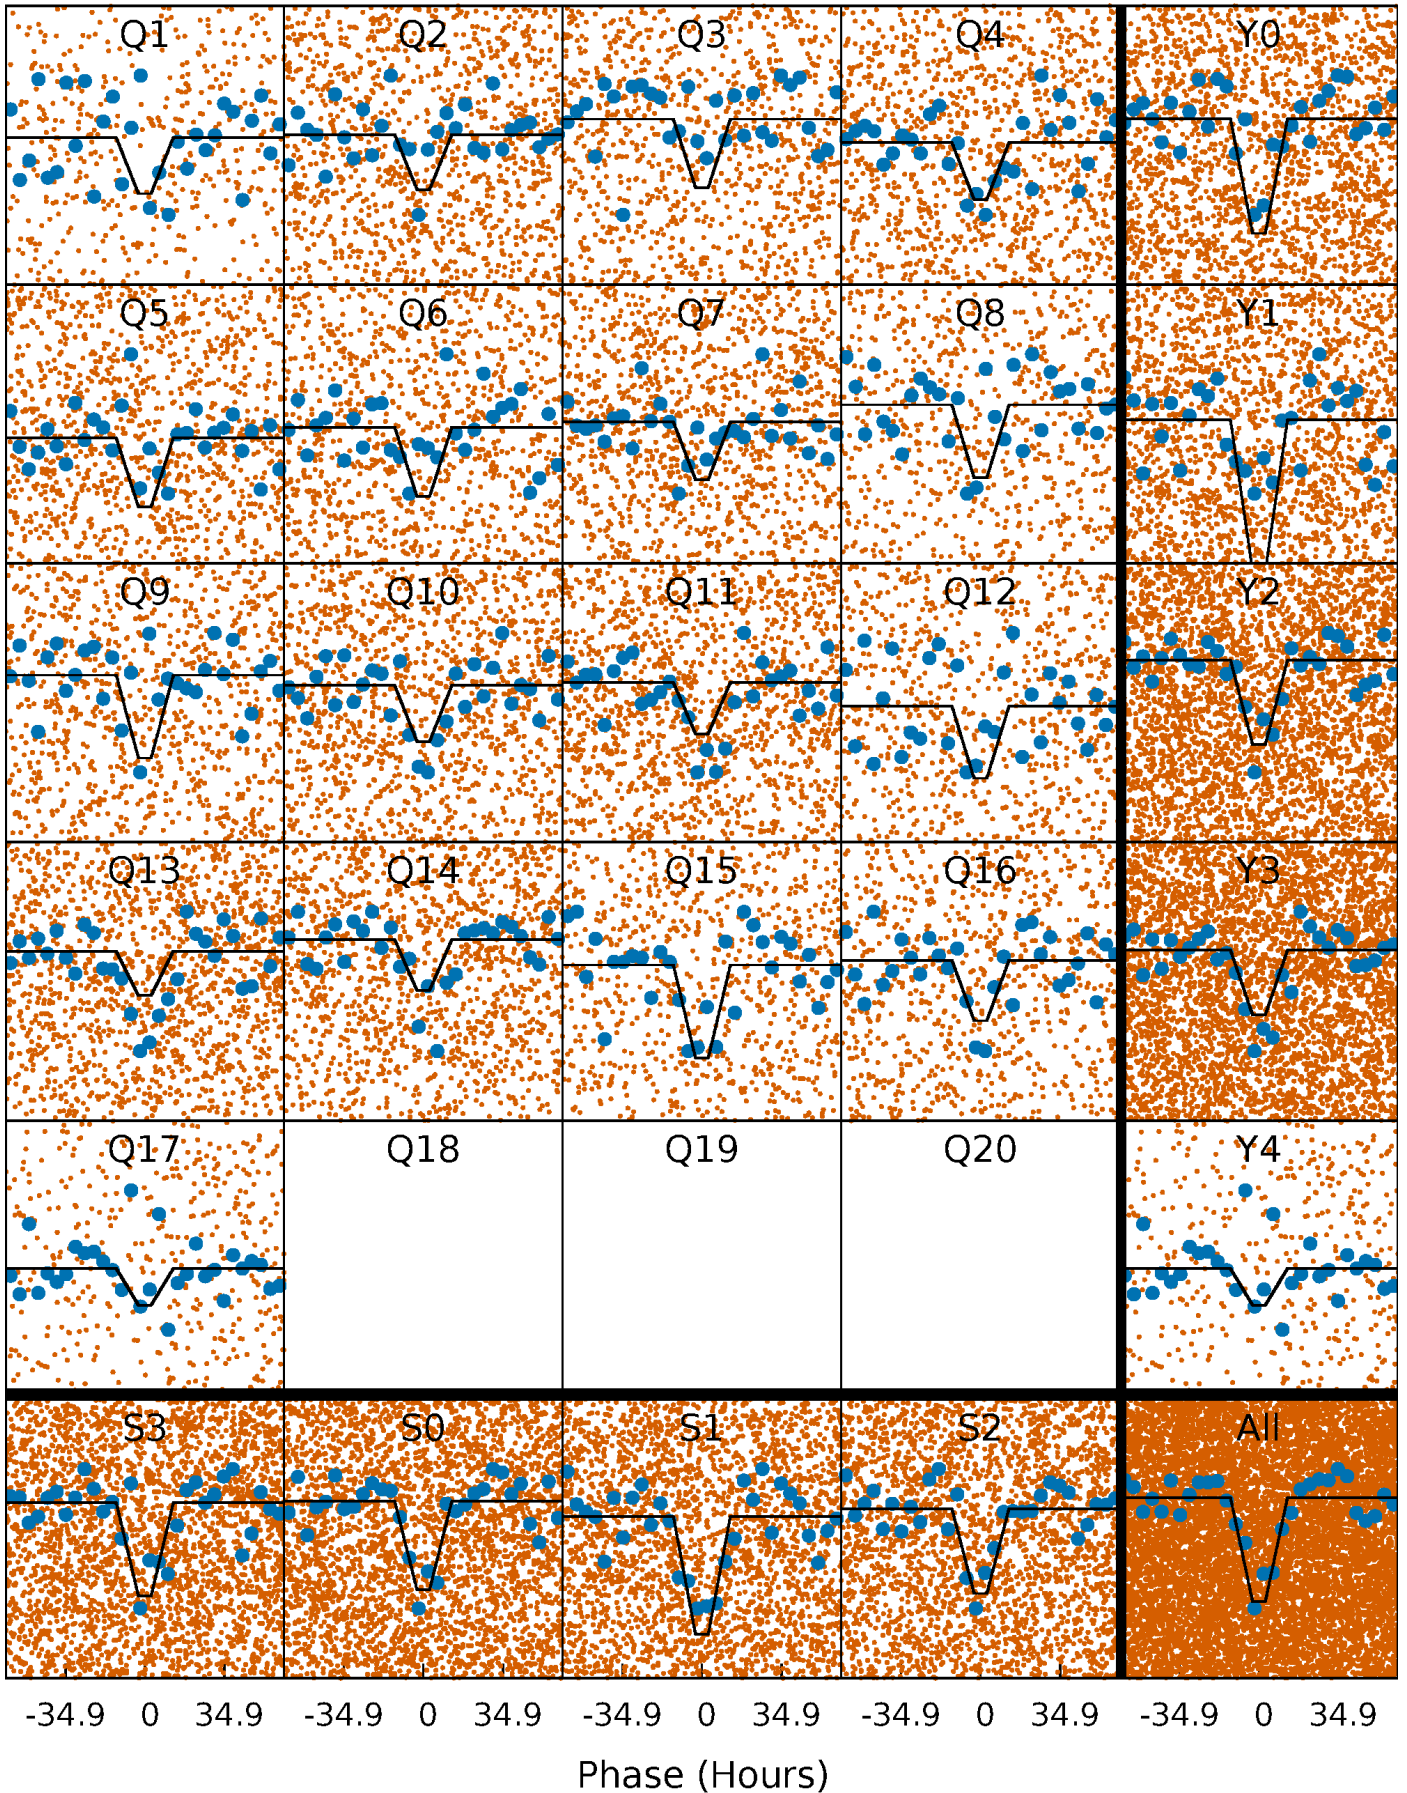 Q1 Q2 Q3 Q4 Y0
Q5 Q6 Q7 Q8 Y1
Q9 Q10 Q11 Q12 Y2
Q13 Q14 Q15 Q16 Y3
Q17 Q18 Q19 Q20 Y4
S3 S0 S1 S2 All
-34.9 0 34.9 -34.9 0 34.9 -34.9 0 34.9 -34.9 0 34.9 -34.9 0 34.9
Phase (Hours)